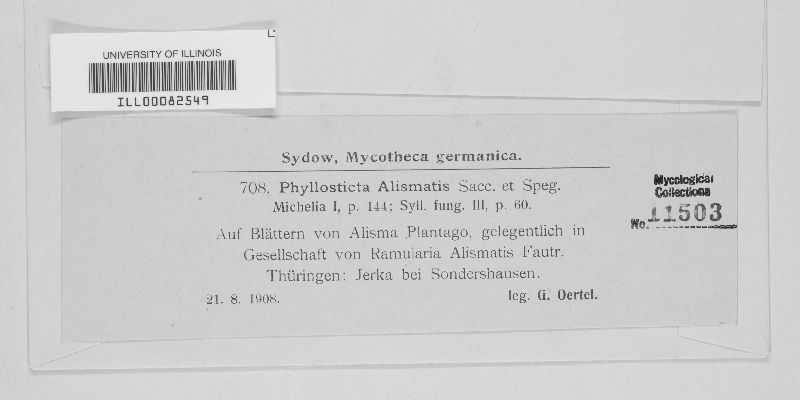 UNIVERSITY OF ILLINOIS
ILL00082549
Sydow, Mycotheca germanica.
708. Phyllosticta Alismatis Sacc. et Speg.
Michelia I, p. 144; Syll. fung. III, p. 60.
Auf Blättern von Alisma Plantago, gelegentlich in
Gesellschaft von Ramularia Alismatis Fautr.
Thüringen: Jerka bei Sondershausen.
21. 8. 1908. leg. G. Oertel.
Mycological
Collections
No. 11503